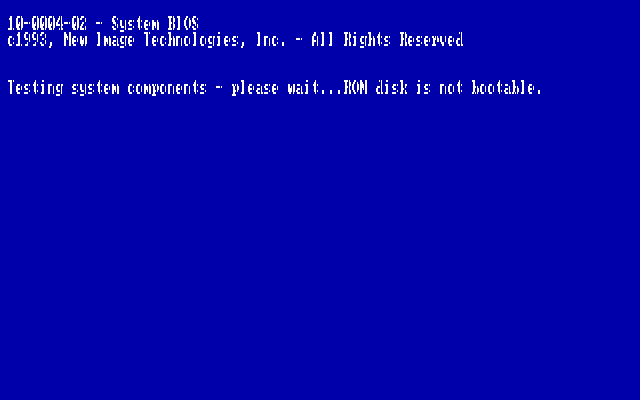 10-0004-02 - System BIOS
c1993, New Image Technologies, Inc. - All Rights Reserved
Testing system components - please wait...ROM disk is not bootable.